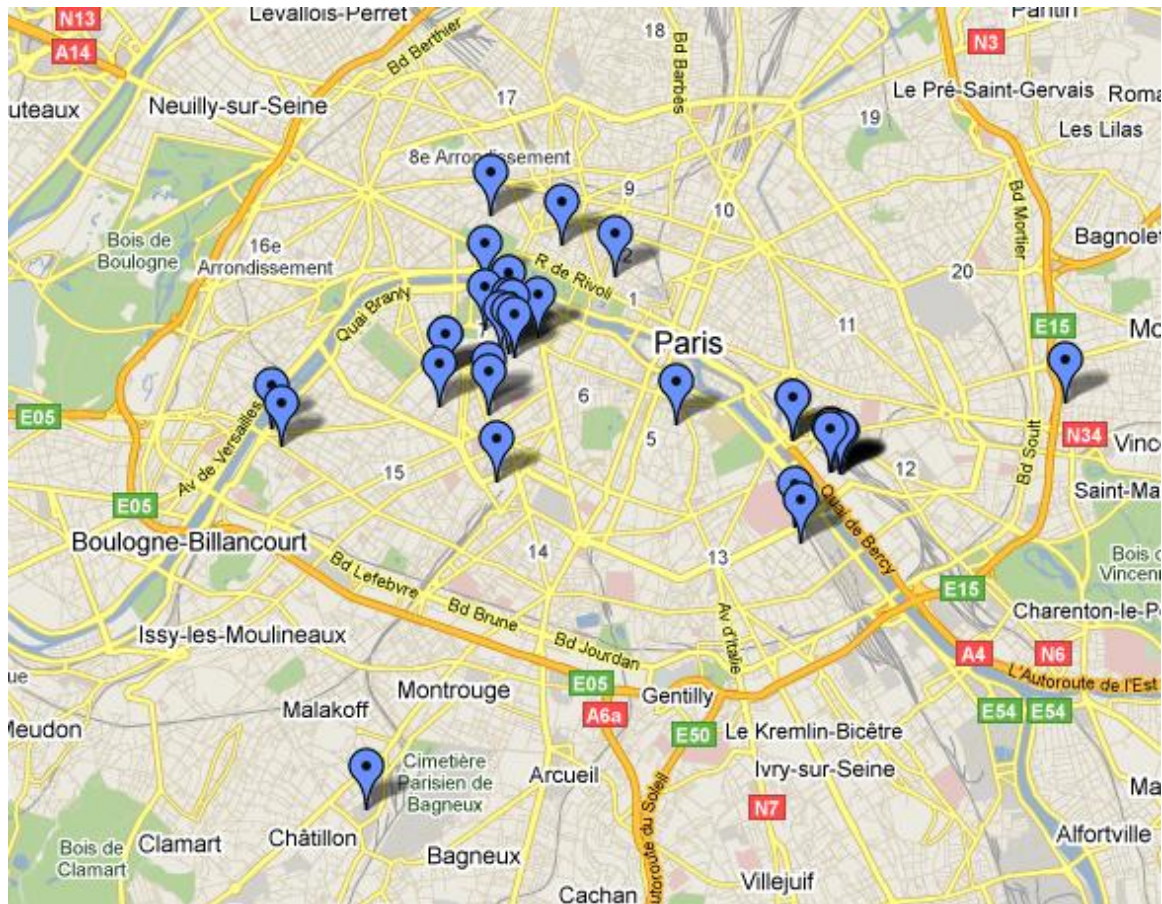 N13
Levallois-Perret
18
Pantin
A14
Bd Berthier
Bd Barbès
N3
uteaux
Neuilly-sur-Seine
17
Le Pré-Saint-Gervais
Roma
19
Les Lilas
8e Arrondissement
9
10
Bd Mortier
Bois de
Boulogne
16e
Arrondissement
2
R de Rivoli
Bagnolet
20
Quai Branly
1
11
E15
Mo
Paris
7
6
5
E05
Av de Versailles
15
12
Bd Soult
N34
Vinc
Saint-Ma
E05
Boulogne-Billancourt
14
13
Quai de Bercy
Bois d
Vincenn
Bd Lefebvre
Bd Brune
Bd Jourdan
Av d'Italie
E15
Charenton-le-P
Issy-les-Moulineaux
A4
N6
L'Autoroute de l'Est
ue
Montrouge
E05
Gentilly
Malakoff
A6a
E54
E54
Meudon
E50
Le Kremlin-Bicêtre
Cimetière
Parisien de
Bagneux
Arcueil
Ivry-sur-Seine
Ma
N7
Bois de
Clamart
Clamart
Châtillon
Bagneux
Alfortville
utoroute du Soleil
Villejuif
Cachan